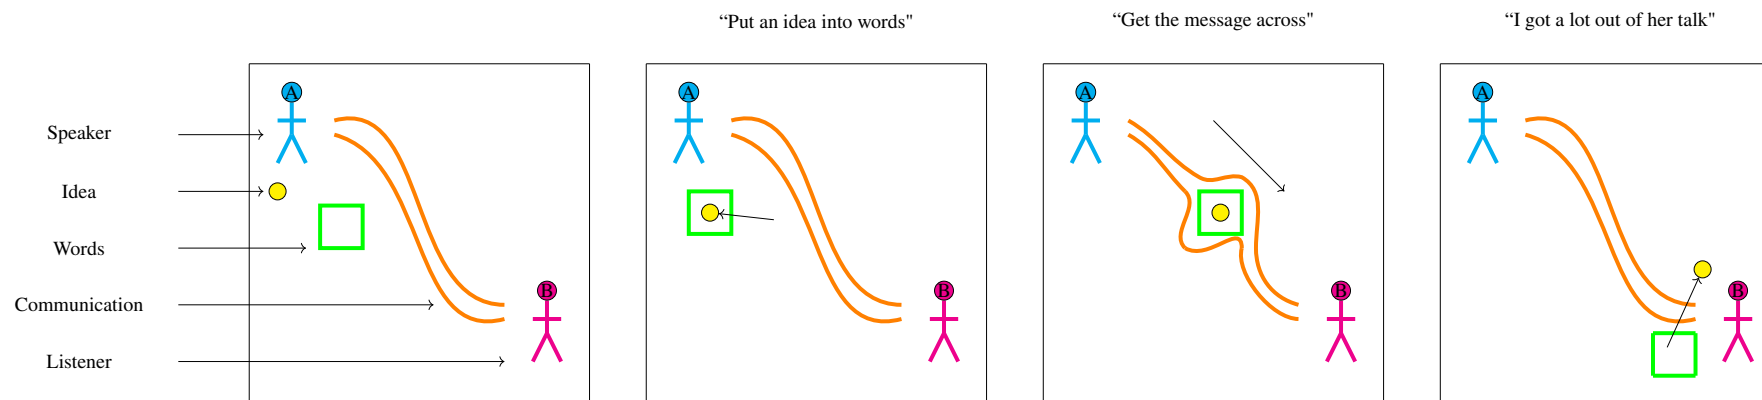 “Put an idea into words"
“Get the message across"
“I got a lot out of her talk"
A
A
A
A
Speaker
Idea
Words
Communication
B
B
B
B
Listener